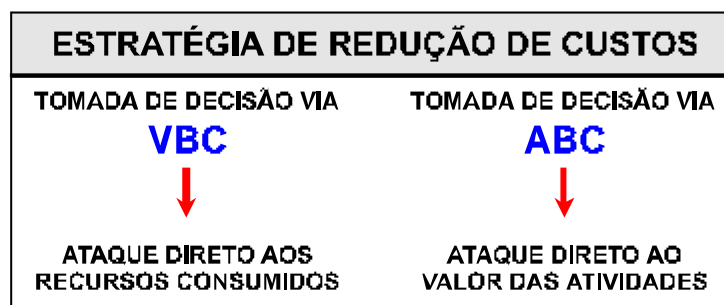 ESTRATÉGIA DE REDUÇÃO DE CUSTOS
TOMADA DE DECISÃO VIA
VBC
ATAQUE DIRETO AOS
RECURSOS CONSUMIDOS
TOMADA DE DECISÃO VIA
ABC
ATAQUE DIRETO AO
VALOR DAS ATIVIDADES